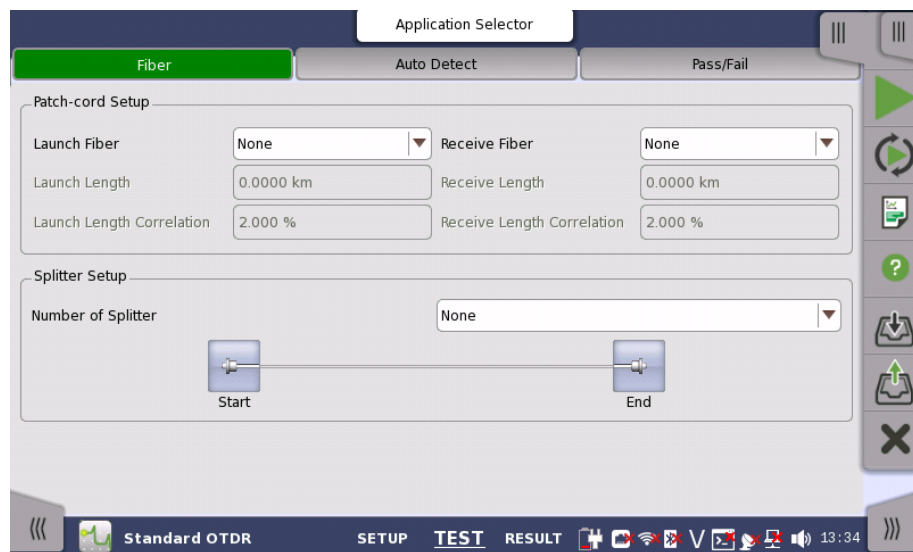 Application Selector
Fiber Auto Detect Pass/Fail
Patch-cord Setup
Launch Fiber None Receive Fiber None
Launch Length 0.0000 km Receive Length 0.0000 km
Launch Length Correlation 2.000 % Receive Length Correlation 2.000 %
Splitter Setup
Number of Splitter None
Start End
Standard OTDR SETUP TEST RESULT V 13:34